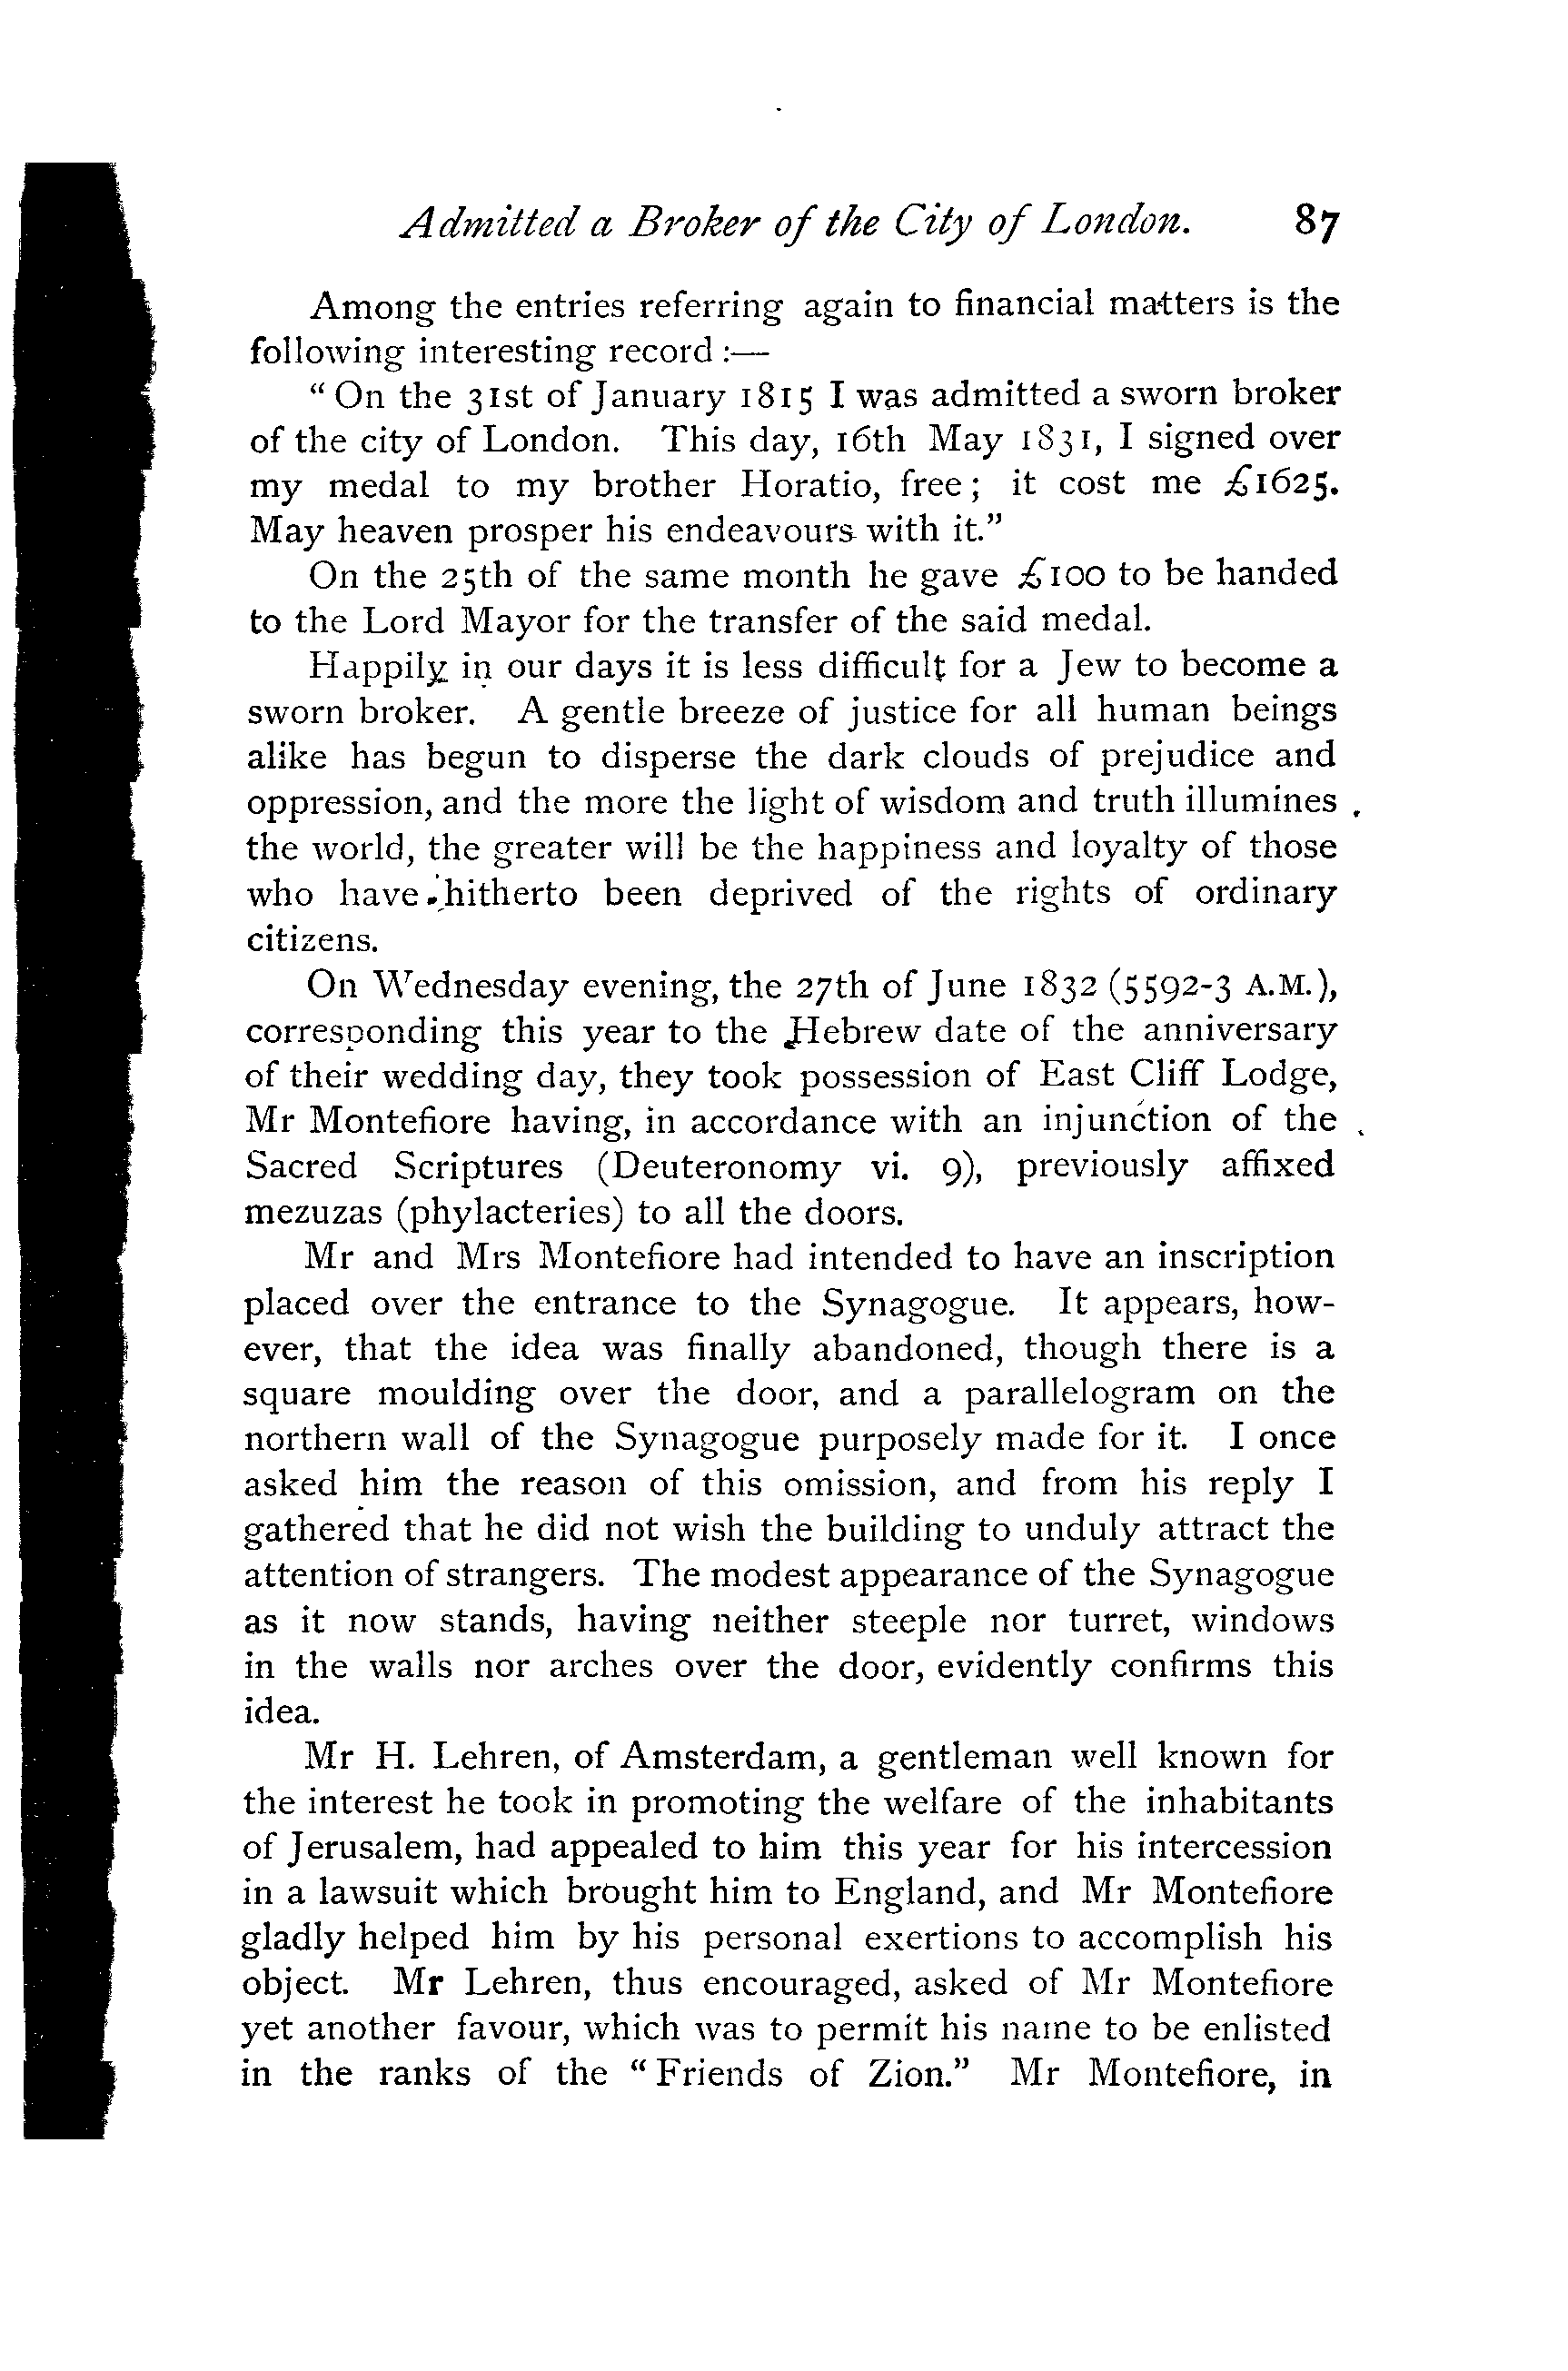 Admitted a Broker of the City of London. 87
Among the entries referring again to financial matters is the
following interesting record :—
“ On the 31st of January 1815 I was admitted a sworn broker
of the city of London. This day, 16th May 1831, I signed over
my medal to my brother Horatio, free ; it cost me £1625.
May heaven prosper his endeavours with it.”
On the 25th of the same month he gave £100 to be handed
to the Lord Mayor for the transfer of the said medal.
Happily in our days it is less difficult for a Jew to become a
sworn broker. A gentle breeze of justice for all human beings
alike has begun to disperse the dark clouds of prejudice and
oppression, and the more the light of wisdom and truth illumines
the world, the greater will be the happiness and loyalty of those
who have hitherto been deprived of the rights of ordinary
citizens.
On Wednesday evening, the 27th of June 1832 (5592-3 A.M.),
corresponding this year to the Hebrew date of the anniversary
of their wedding day, they took possession of East Cliff Lodge,
Mr Montefiore having, in accordance with an injunction of the
Sacred Scriptures (Deuteronomy vi. 9), previously affixed
mezuzas (phylacteries) to all the doors.
Mr and Mrs Montefiore had intended to have an inscription
placed over the entrance to the Synagogue. It appears, how-
ever, that the idea was finally abandoned, though there is a
square moulding over the door, and a parallelogram on the
northern wall of the Synagogue purposely made for it. I once
asked him the reason of this omission, and from his reply I
gathered that he did not wish the building to unduly attract the
attention of strangers. The modest appearance of the Synagogue
as it now stands, having neither steeple nor turret, windows
in the walls nor arches over the door, evidently confirms this
idea.
Mr H. Lehren, of Amsterdam, a gentleman well known for
the interest he took in promoting the welfare of the inhabitants
of Jerusalem, had appealed to him this year for his intercession
in a lawsuit which brought him to England, and Mr Montefiore
gladly helped him by his personal exertions to accomplish his
object. Mr Lehren, thus encouraged, asked of Mr Montefiore
yet another favour, which was to permit his name to be enlisted
in the ranks of the “ Friends of Zion.” Mr Montefiore, in